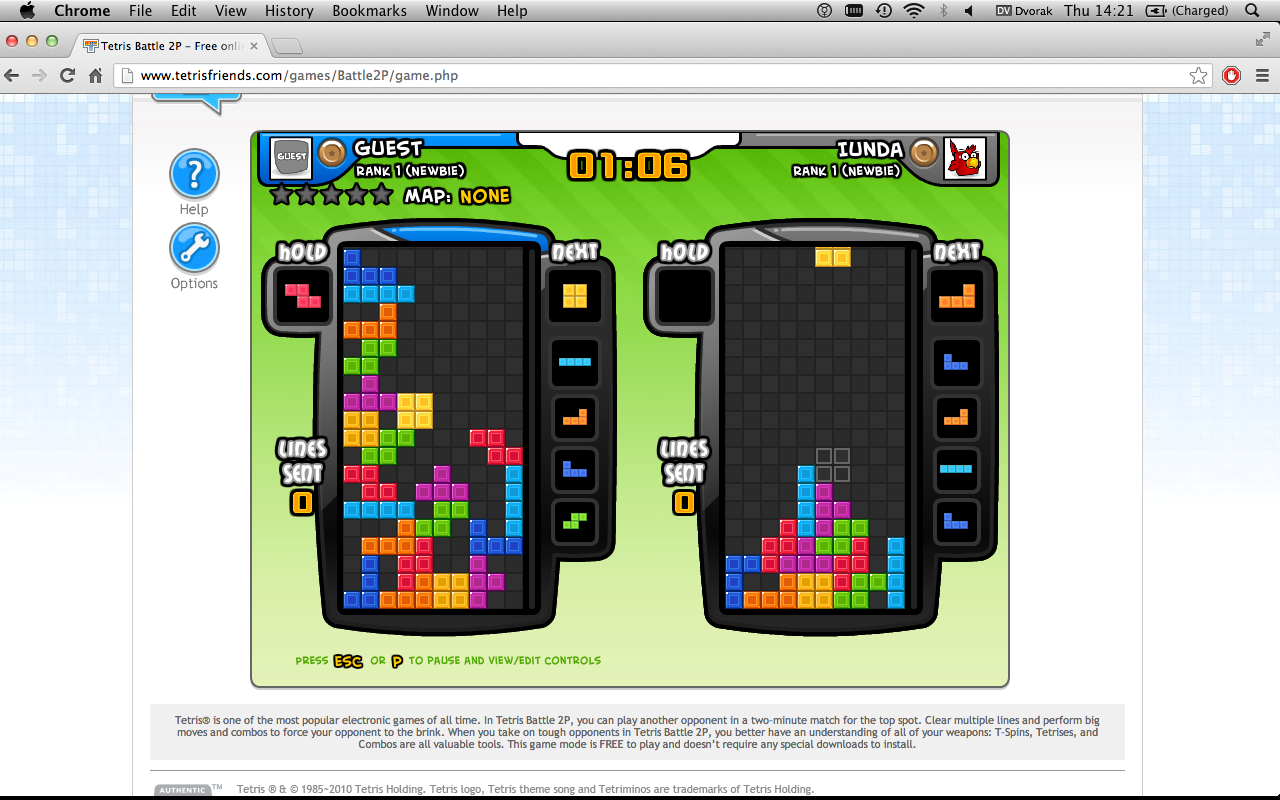 Chrome File Edit View History Bookmarks Window Help DV Dvorak Thu 14:21 (Charged)
Tetris Battle 2P – Free onli
www.tetrisfriends.com/games/Battle2P/game.php
Help
Options
GUEST
GUEST
RANK 1 (NEWBIE)
MAP: NONE
01:06
IUNDA
RANK 1 (NEWBIE)
HOLD
NEXT
HOLD
NEXT
LINES
SENT
0
LINES
SENT
0
PRESS ESC OR P TO PAUSE AND VIEW/EDIT CONTROLS
Tetris® is one of the most popular electronic games of all time. In Tetris Battle 2P, you can play another opponent in a two-minute match for the top spot. Clear multiple lines and perform big
moves and combos to force your opponent to the brink. When you take on tough opponents in Tetris Battle 2P, you better have an understanding of all of your weapons: T-Spins, Tetrises, and
Combos are all valuable tools. This game mode is FREE to play and doesn't require any special downloads to install.
AUTHENTIC TM
Tetris ® & © 1985~2010 Tetris Holding. Tetris logo, Tetris theme song and Tetriminos are trademarks of Tetris Holding.